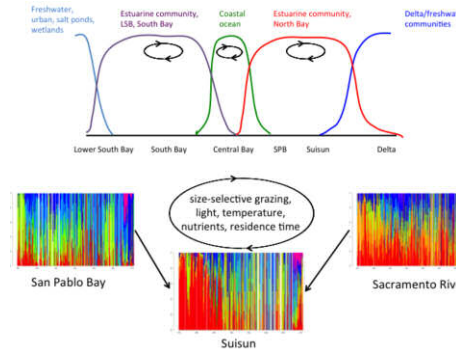 Freshwater,
urban, salt ponds,
wetlands
Estuarine community,
LSB, South Bay
Coastal
ocean
Estuarine community,
North Bay
Delta/freshwat
communities
Lower South Bay South Bay Central Bay SPB Suisun Delta
size-selective grazing,
light, temperature,
nutrients, residence time
San Pablo Bay
Sacramento Rive
Suisun